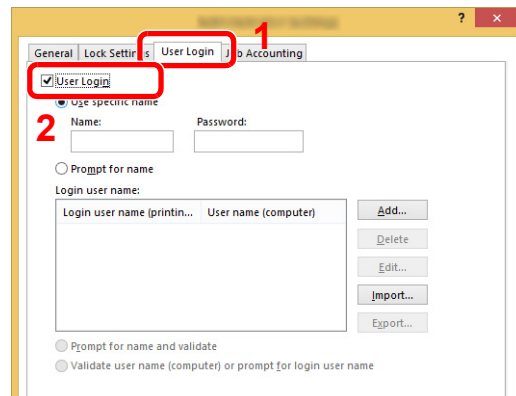 ? ×
1
General Lock Settings User Login Job Accounting
User Login
Use specific name
2
Name: Password:
Prompt for name
Login user name:
Login user name (printin... User name (computer)
Add...
Delete
Edit...
Import...
Export...
Prompt for name and validate
Validate user name (computer) or prompt for login user name